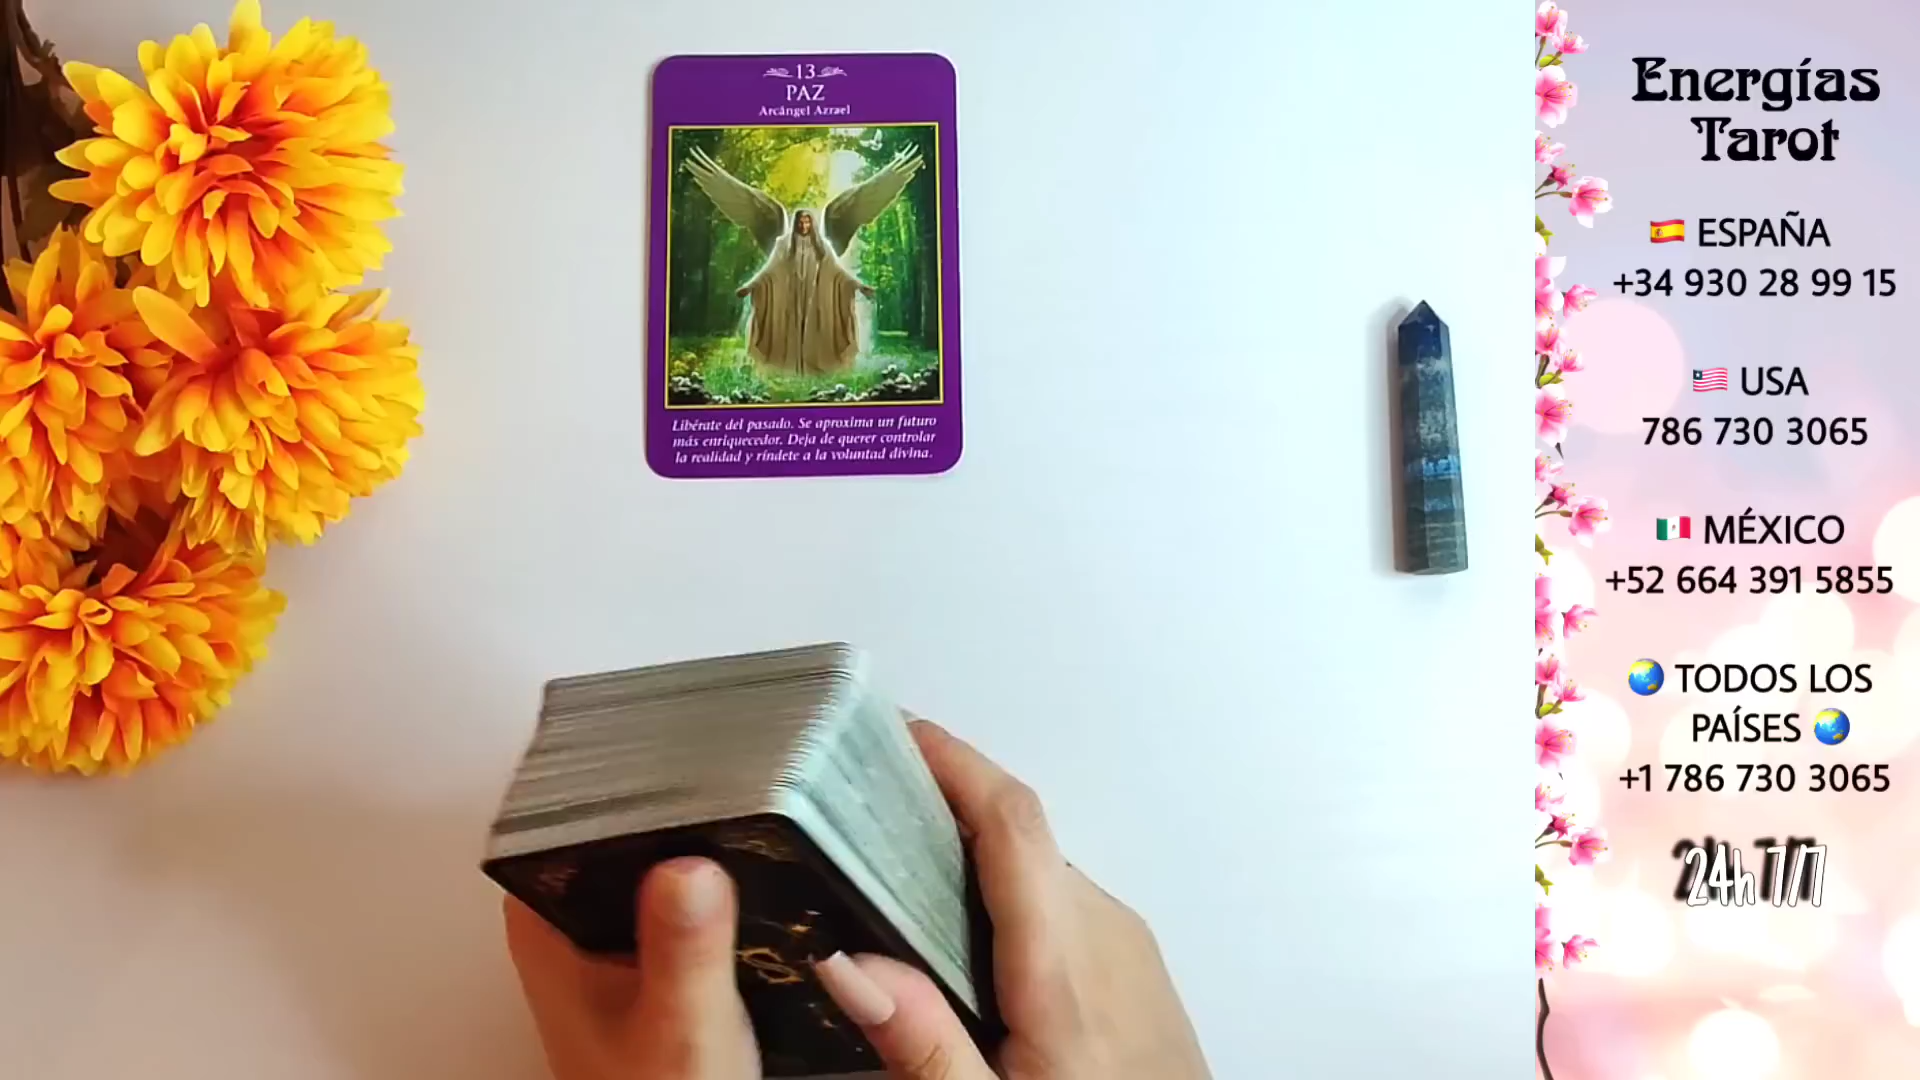 13
PAZ
Arcángel Azrael
Libérate del pasado. Se aproxima un futuro
más enriquecedor. Deja de querer controlar
la realidad y ríndete a la voluntad divina.
Energías
Tarot
ESPAÑA
+34 930 28 99 15
USA
786 730 3065
MÉXICO
+52 664 391 5855
TODOS LOS
PAÍSES
+1 786 730 3065
24h 7/7